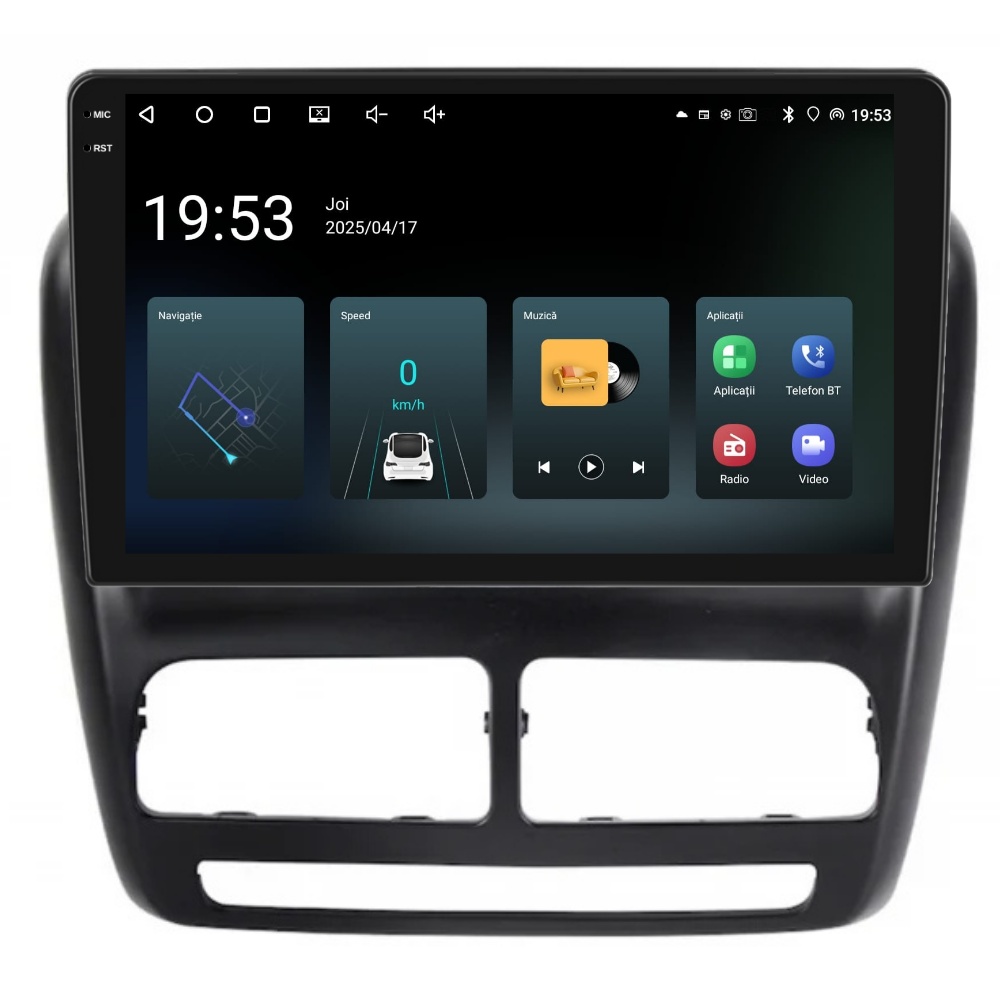 MIC
19:53
RST
19:53
Joi
2025/04/17
Navigație
Speed
Muzică
Aplicații
0
km/h
Aplicații
Telefon BT
Radio
Video